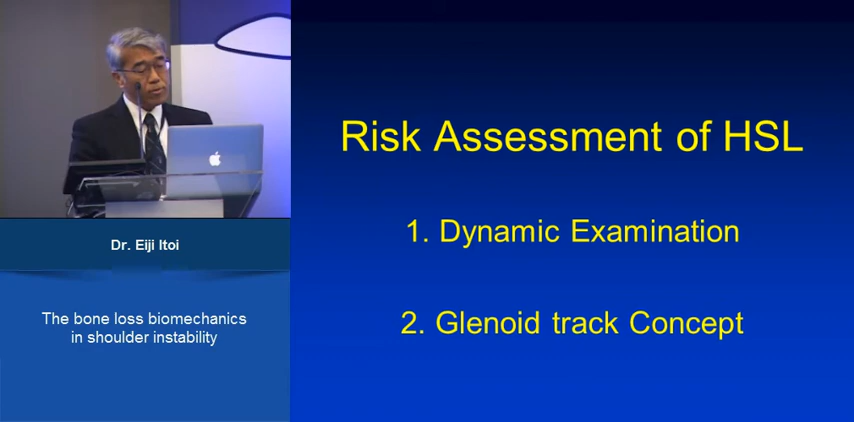 Risk Assessment of HSL
1. Dynamic Examination
2. Glenoid track Concept
Dr. Eiji Itoi
The bone loss biomechanics
in shoulder instability